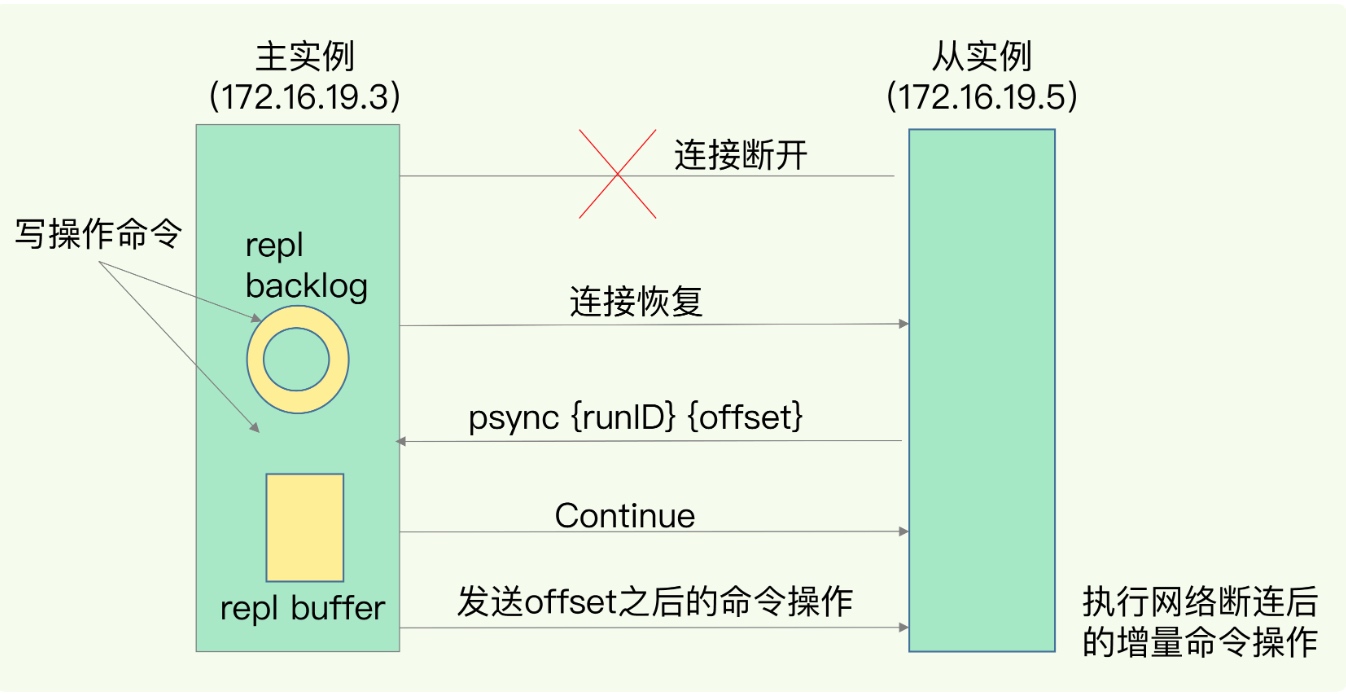 主实例
(172.16.19.3)
从实例
(172.16.19.5)
连接断开
写操作命令
repl
backlog
连接恢复
psync {runID} {offset}
Continue
repl buffer
发送offset之后的命令操作
执行网络断连后
的增量命令操作